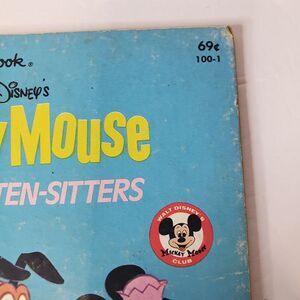 69¢
ook®
100-1
DISNEY'S
y MOUSE
TEN-SITTERS
WALT DISNEY'S
MICKEY MOUSE
CLUB